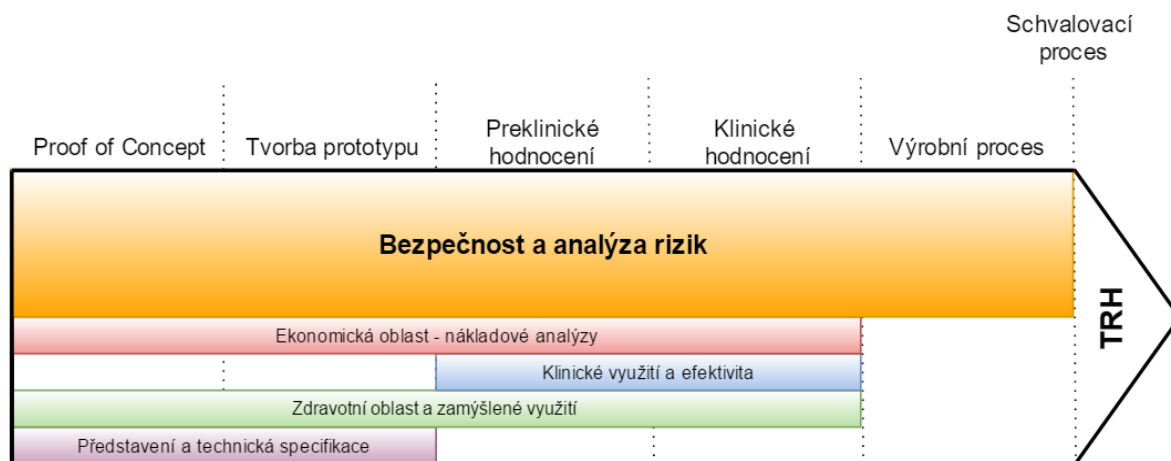 Schvalovací
proces
Proof of Concept
Tvorba prototypu
Preklinické
hodnocení
Klinické
hodnocení
Výrobní proces
Bezpečnost a analýza rizik
TRH
Ekonomická oblast - nákladové analýzy
Klinické využití a efektivita
Zdravotní oblast a zamýšlené využití
Představení a technická specifikace